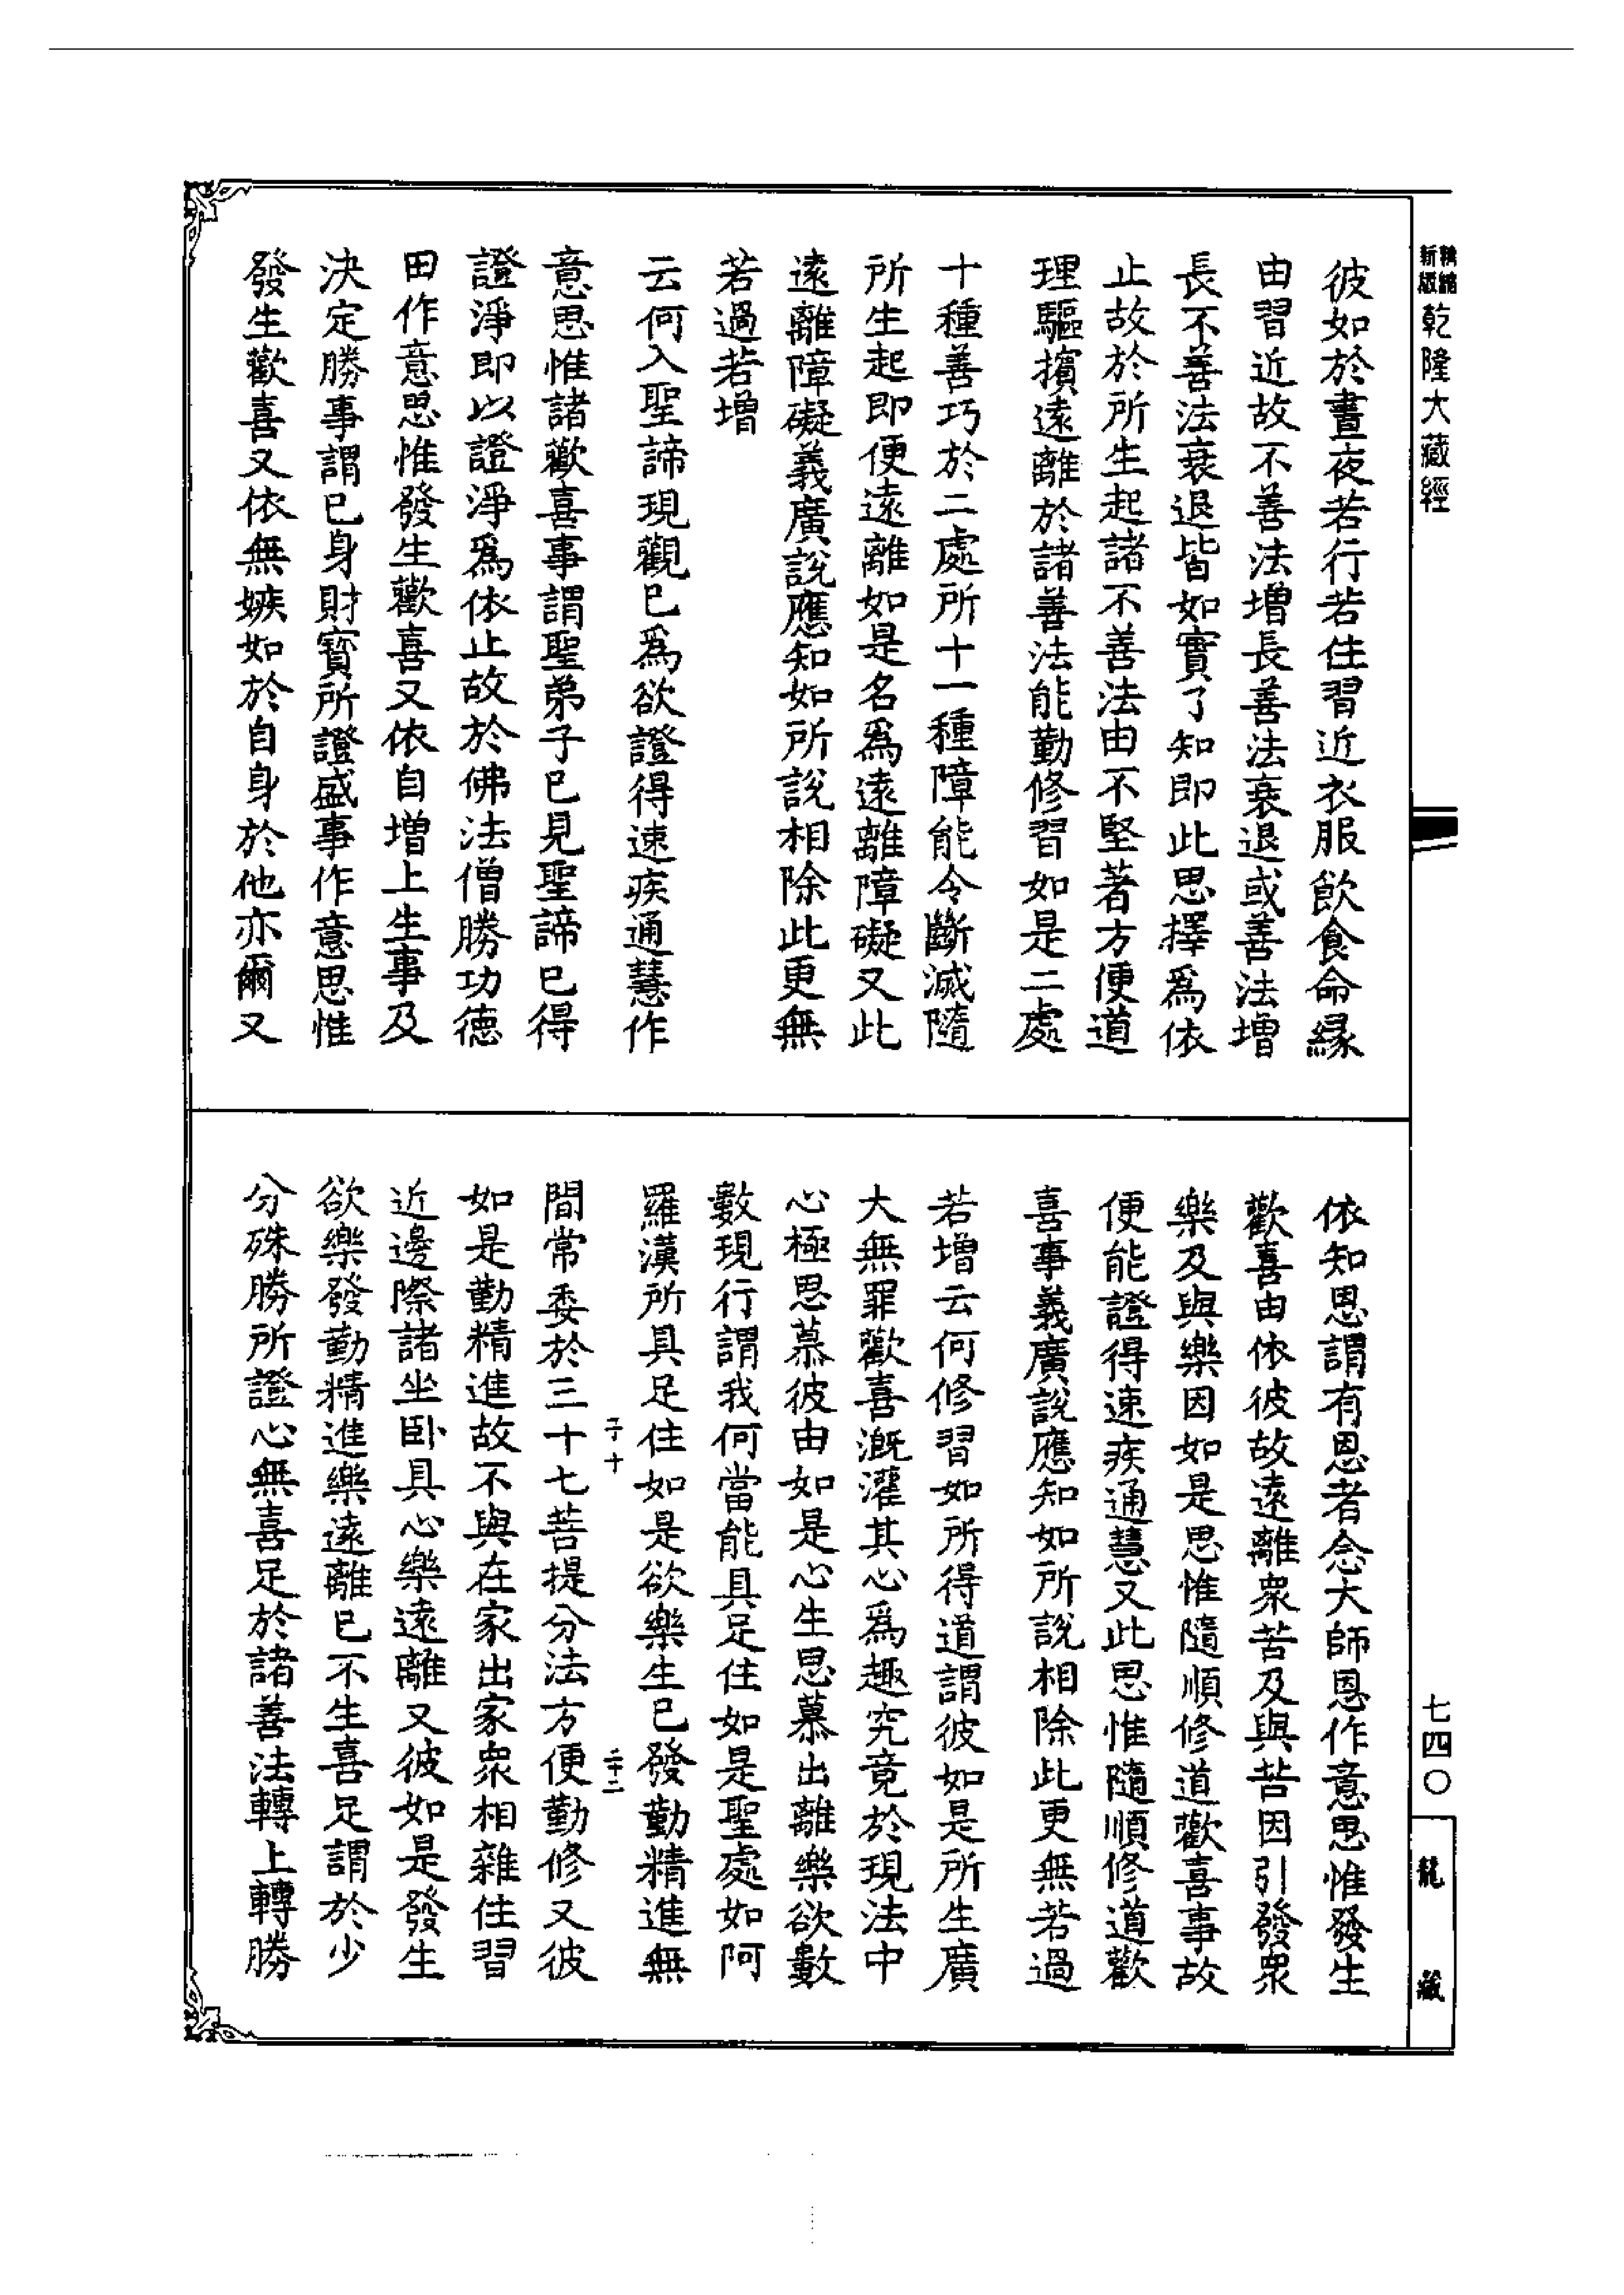 精縮
新版
乾隆大藏經
彼如於晝夜若行若住習近衣服飲食命緣
由習近故不善法增長善法衰退或善法增
長不善法衰退皆如實了知即此思擇爲依
止故於所生起諸不善法由不堅著方便道
理驅擯遠離於諸善法能勤修習如是二處
十種善巧於二處所十一種障能令斷滅隨
所生起即便遠離如是名爲遠離障礙又此
遠離障礙義廣說應知如所說相除此更無
若過若增
云何入聖諦現觀已爲欲證得速疾通慧作
意思惟諸歡喜事謂聖弟子已見聖諦已得
證淨即以證淨爲依止故於佛法僧勝功德
田作意思惟發生歡喜又依自增上生事及
決定勝事謂已身財寶所證盛事作意思惟
發生歡喜又依無嫉如於自身於他亦爾又
依知恩謂有恩者念大師恩作意思惟發生
歡喜由依彼故遠離衆苦及與苦因引發衆
樂及與樂因如是思惟隨順修道歡喜事故
便能證得速疾通慧又此思惟隨順修道歡
喜事義廣說應知如所說相除此更無若過
若增云何修習如所得道謂彼如是所生廣
大無罪歡喜溉灌其心爲趣究竟於現法中
心極思慕彼由如是心生思慕出離樂欲數
數現行謂我何當能具足住如是聖處如阿
羅漢所具足住如是欲樂生已發勤精進無
子十
二十二
間常委於三十七菩提分法方便勤修又彼
如是勤精進故不與在家出家衆相雜住習
近邊際諸坐臥具心樂遠離又彼如是發生
欲樂發勤精進樂遠離已不生喜足謂於少
分殊勝所證心無喜足於諸善法轉上轉勝
七四〇
龍藏